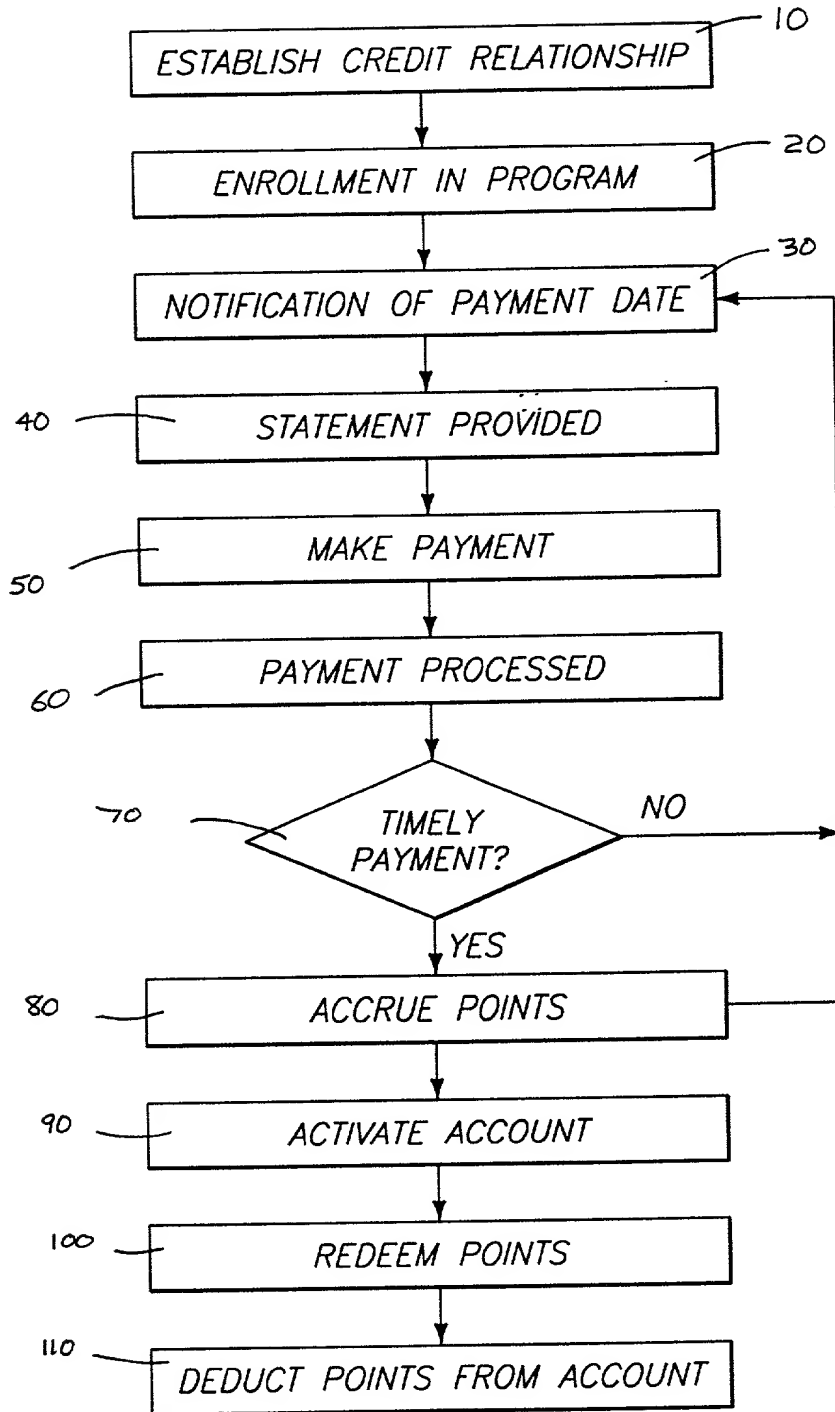 10
ESTABLISH CREDIT RELATIONSHIP
20
ENROLLMENT IN PROGRAM
30
NOTIFICATION OF PAYMENT DATE
40
STATEMENT PROVIDED
50
MAKE PAYMENT
60
PAYMENT PROCESSED
70
TIMELY
PAYMENT?
NO
YES
80
ACCRUE POINTS
90
ACTIVATE ACCOUNT
100
REDEEM POINTS
110
DEDUCT POINTS FROM ACCOUNT